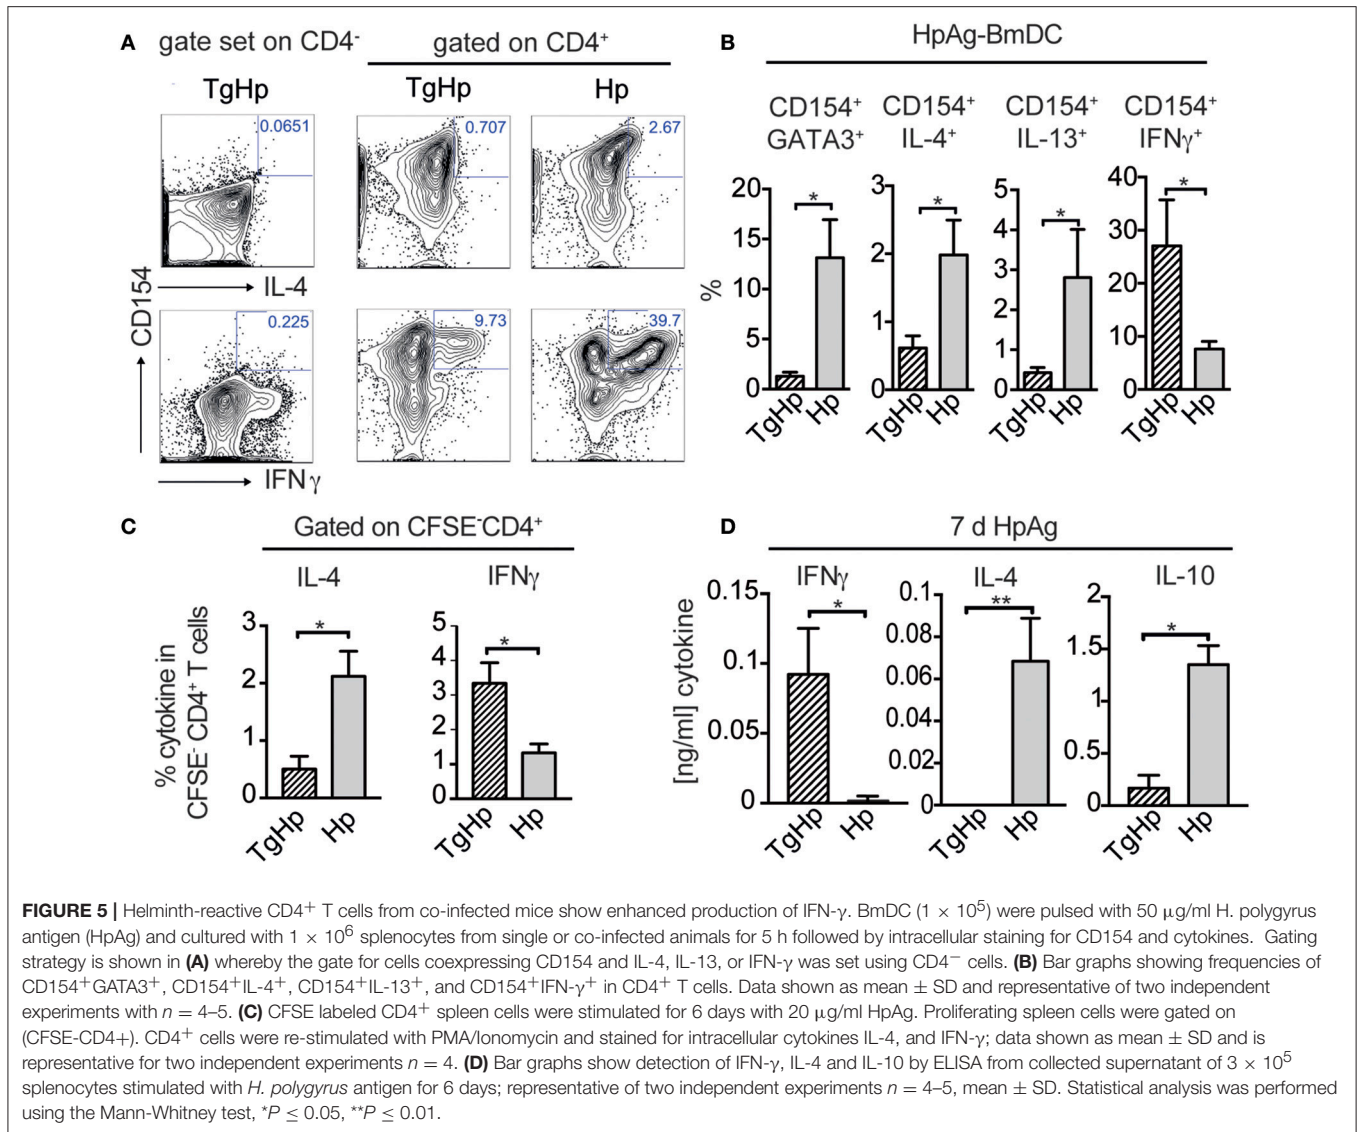 A
gate set on CD4⁻
gated on CD4⁺
TgHp
TgHp
Hp
0.0651
0.707
2.67
CD154
IL-4
0.225
9.73
39.7
IFNγ
B
HpAg-BmDC
CD154⁺
GATA3⁺
CD154⁺
IL-4⁺
CD154⁺
IL-13⁺
CD154⁺
IFNγ⁺
%
20
15
10
5
0
*
TgHp
Hp
3
2
1
0
*
TgHp
Hp
5
4
3
2
1
0
*
TgHp
Hp
40
30
20
10
0
*
TgHp
Hp
C
Gated on CFSE⁻CD4⁺
% cytokine in
CFSE⁻ CD4⁺ T cells
IL-4
3
2
1
0
*
TgHp
Hp
IFNγ
5
4
3
2
1
0
*
TgHp
Hp
D
7 d HpAg
[ng/ml] cytokine
IFNγ
0.15
0.1
0.05
0
*
TgHp
Hp
IL-4
0.1
0.08
0.06
0.04
0.02
0
**
TgHp
Hp
IL-10
2
1.5
1
0.5
0
*
TgHp
Hp
FIGURE 5 | Helminth-reactive CD4⁺ T cells from co-infected mice show enhanced production of IFN-γ. BmDC (1 × 10⁵) were pulsed with 50 μg/ml H. polygyrus
antigen (HpAg) and cultured with 1 × 10⁶ splenocytes from single or co-infected animals for 5 h followed by intracellular staining for CD154 and cytokines. Gating
strategy is shown in (A) whereby the gate for cells coexpressing CD154 and IL-4, IL-13, or IFN-γ was set using CD4⁻ cells. (B) Bar graphs showing frequencies of
CD154⁺GATA3⁺, CD154⁺IL-4⁺, CD154⁺IL-13⁺, and CD154⁺IFN-γ⁺ in CD4⁺ T cells. Data shown as mean ± SD and representative of two independent
experiments with n = 4–5. (C) CFSE labeled CD4⁺ spleen cells were stimulated for 6 days with 20 μg/ml HpAg. Proliferating spleen cells were gated on
(CFSE-CD4+). CD4⁺ cells were re-stimulated with PMA/Ionomycin and stained for intracellular cytokines IL-4, and IFN-γ; data shown as mean ± SD and is
representative for two independent experiments n = 4. (D) Bar graphs show detection of IFN-γ, IL-4 and IL-10 by ELISA from collected supernatant of 3 × 10⁵
splenocytes stimulated with H. polygyrus antigen for 6 days; representative of two independent experiments n = 4–5, mean ± SD. Statistical analysis was performed
using the Mann-Whitney test, *P ≤ 0.05, **P ≤ 0.01.